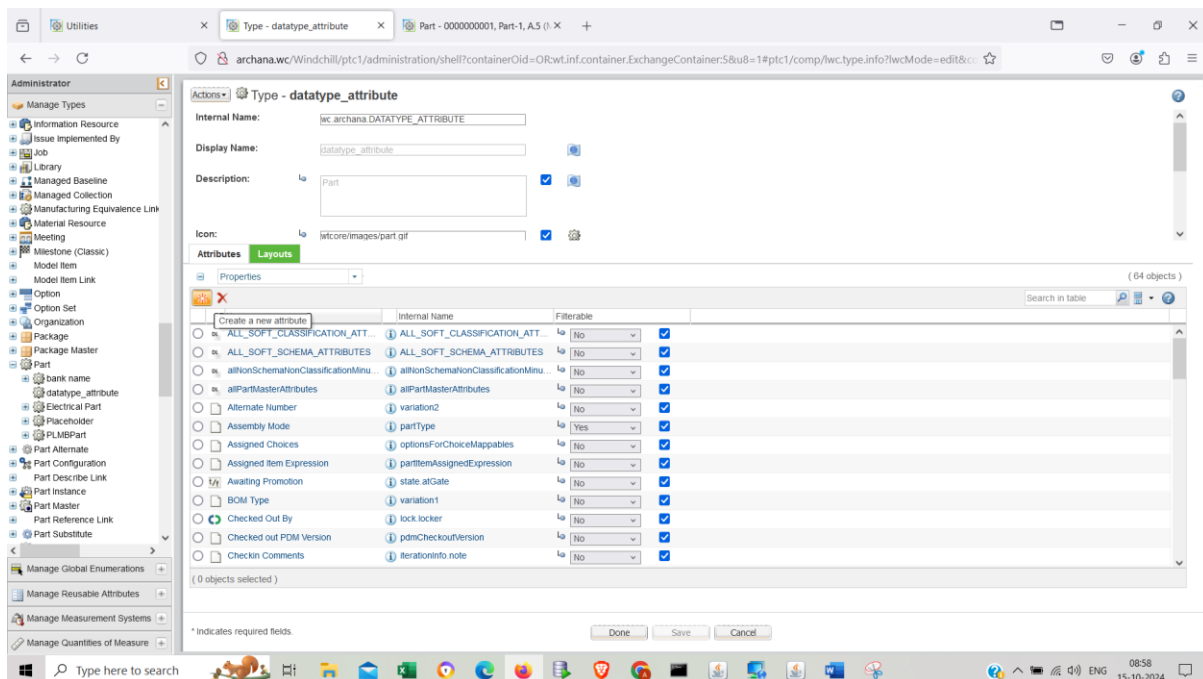 Utilities
Type - datatype_attribute
Part - 0000000001, Part-1, A.5 (
archana.wc/Windchill/ptc1/administration/shell?containerOid=OR:wt.inf.container.ExchangeContainer:5&u8=1#ptc1/comp/lwc.type.info?lwcMode=edit&c
Administrator
Manage Types
Information Resource
Issue Implemented By
Job
Library
Managed Baseline
Managed Collection
Manufacturing Equivalence Link
Material Resource
Meeting
Milestone (Classic)
Model Item
Model Item Link
Option
Option Set
Organization
Package
Package Master
Part
bank name
datatype_attribute
Electrical Part
Placeholder
PLMBPart
Part Alternate
Part Configuration
Part Describe Link
Part Instance
Part Master
Part Reference Link
Part Substitute
Manage Global Enumerations
Manage Reusable Attributes
Manage Measurement Systems
Manage Quantities of Measure
Actions
Type - datatype_attribute
Internal Name: wc.archana.DATATYPE_ATTRIBUTE
Display Name: datatype_attribute
Description: Part
Icon: wtcore/images/part.gif
Attributes Layouts
Properties (64 objects)
Search in table
Create a new attribute
Internal Name Filterable
ALL_SOFT_CLASSIFICATION_ATT... ALL_SOFT_CLASSIFICATION_ATT... No
ALL_SOFT_SCHEMA_ATTRIBUTES ALL_SOFT_SCHEMA_ATTRIBUTES No
allNonSchemaNonClassificationMinu... allNonSchemaNonClassificationMinu... No
allPartMasterAttributes allPartMasterAttributes No
Alternate Number variation2 No
Assembly Mode partType Yes
Assigned Choices optionsForChoiceMappables No
Assigned Item Expression partItemAssignedExpression No
Awaiting Promotion state.atGate No
BOM Type variation1 No
Checked Out By lock.locker No
Checked out PDM Version pdmCheckoutVersion No
Checkin Comments iterationInfo.note No
(0 objects selected)
* Indicates required fields.
Done Save Cancel
Type here to search
ENG
08:58
15-10-2024